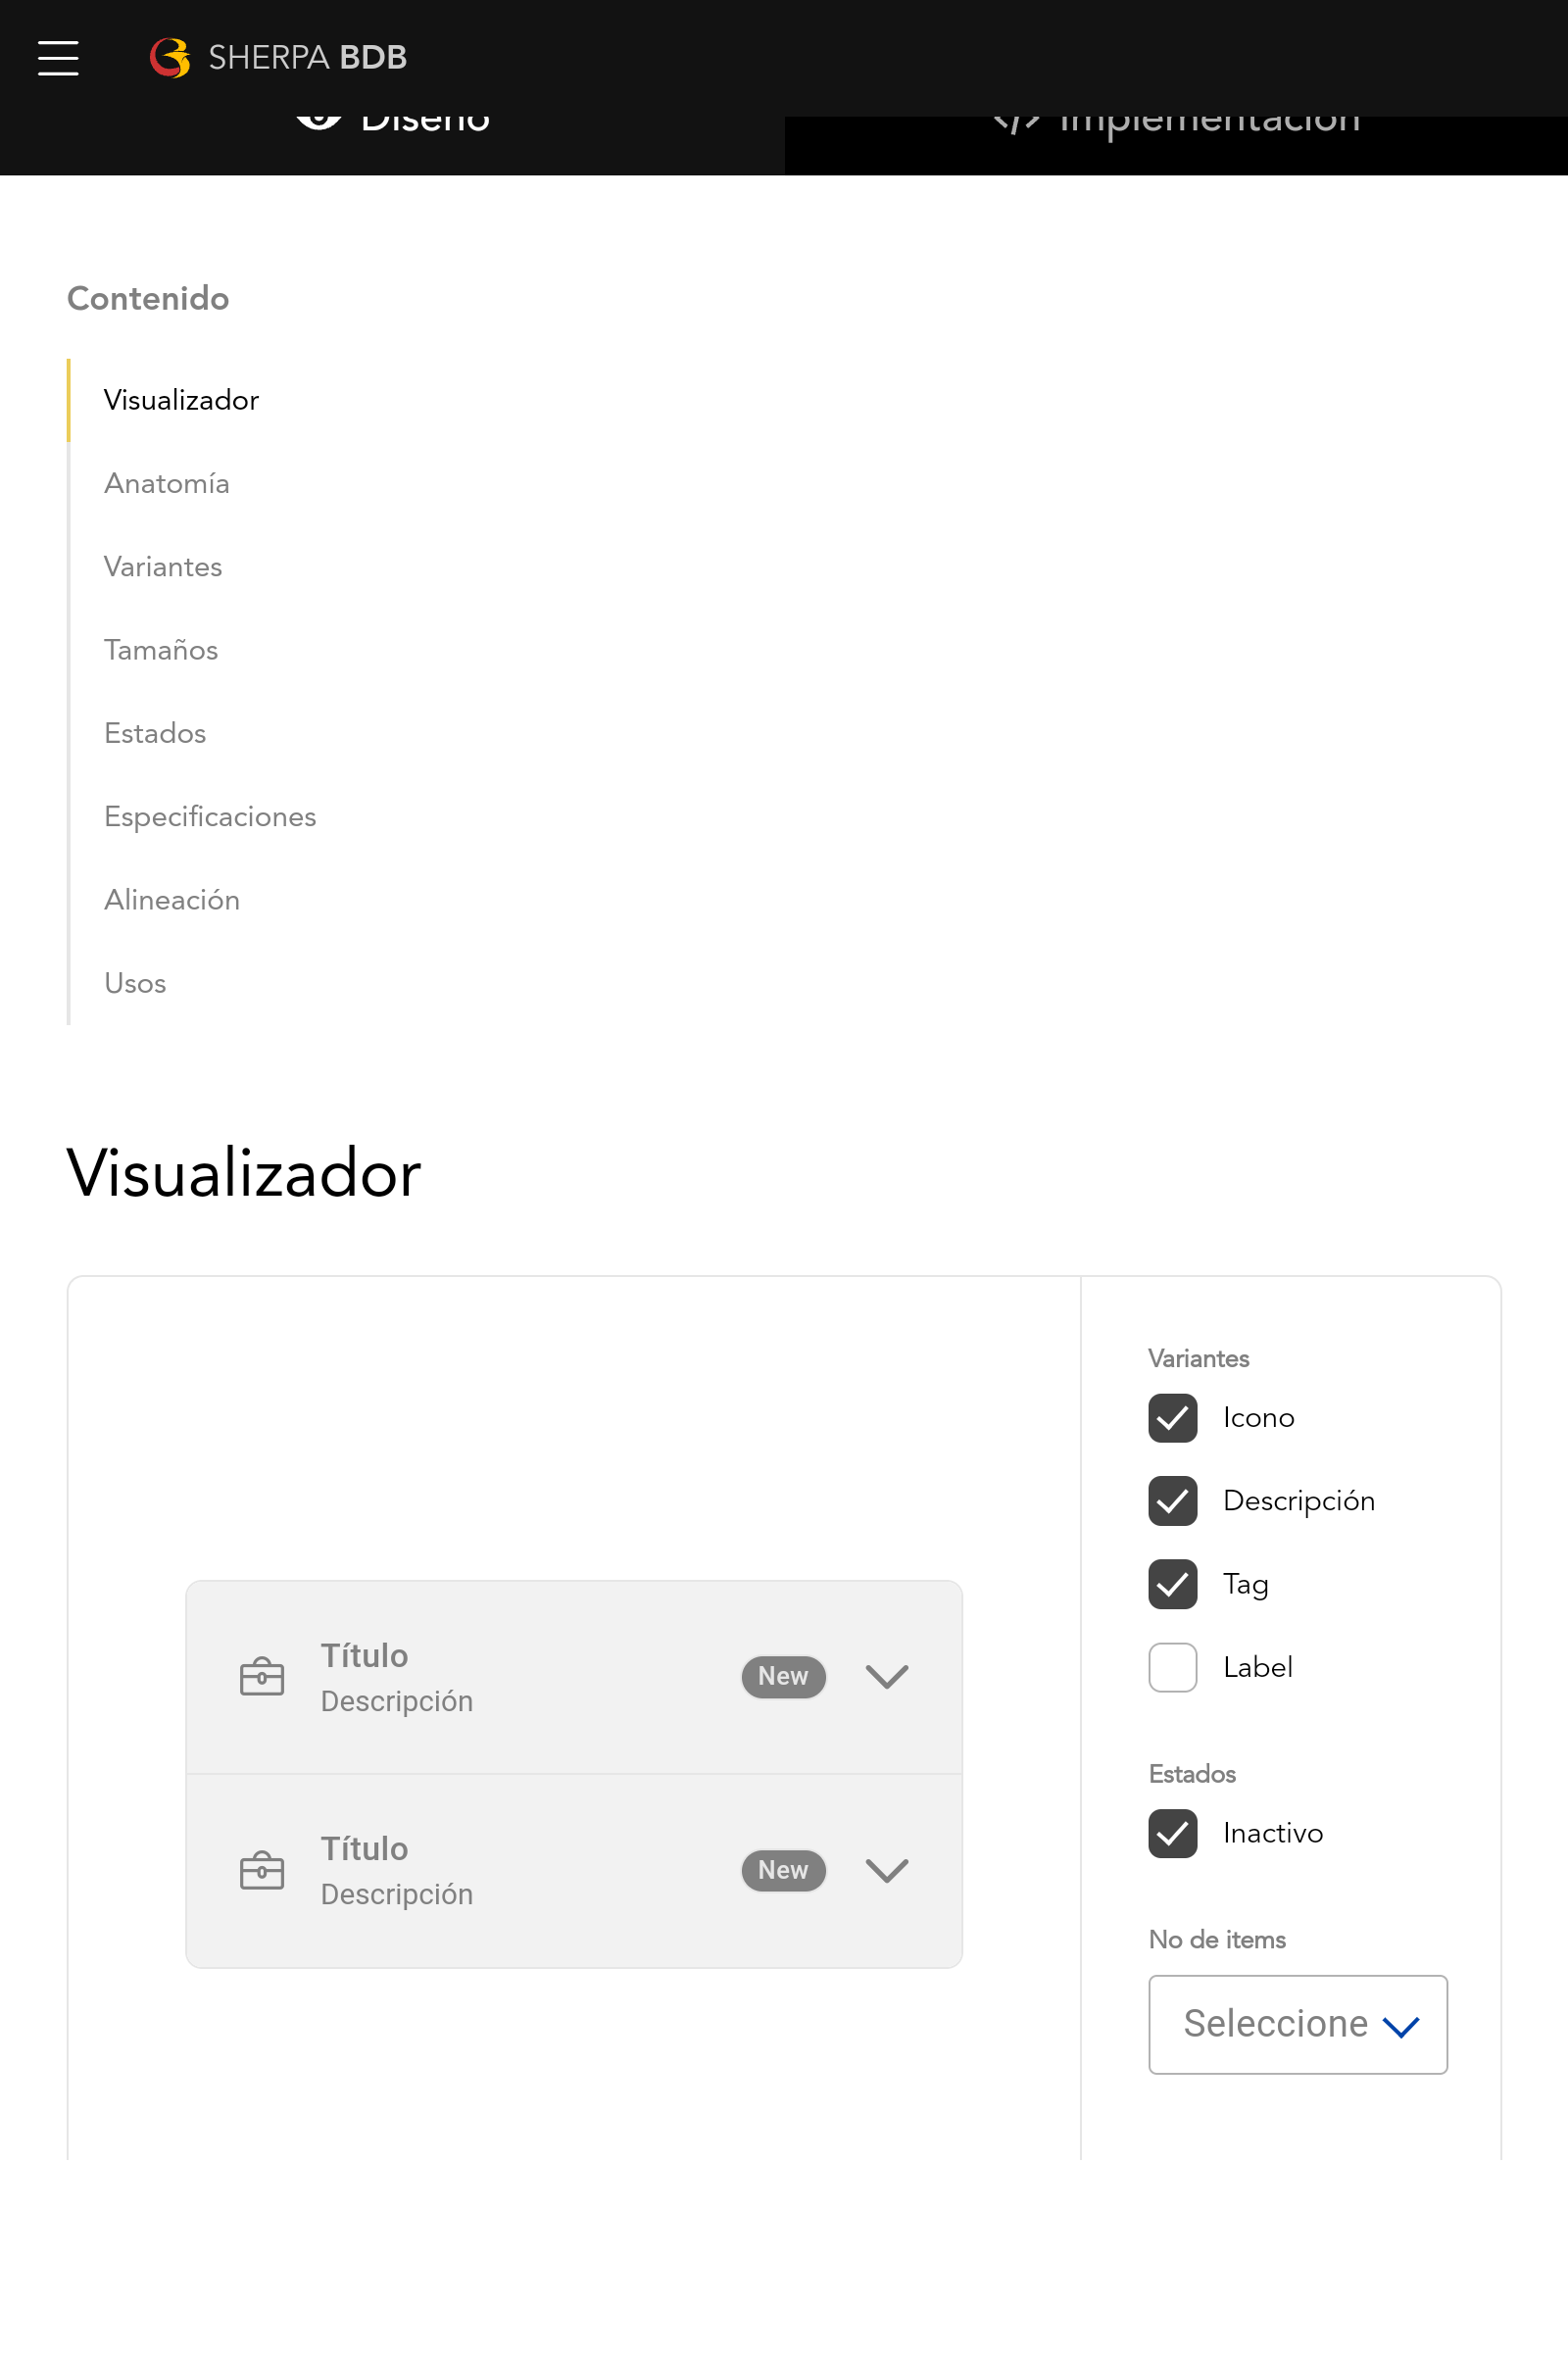 SHERPA BDB
Diseño
Implementación
Contenido
Visualizador
Anatomía
Variantes
Tamaños
Estados
Especificaciones
Alineación
Usos
Visualizador
Título
Descripción
New
Título
Descripción
New
Variantes
Icono
Descripción
Tag
Label
Estados
Inactivo
No de items
Seleccione